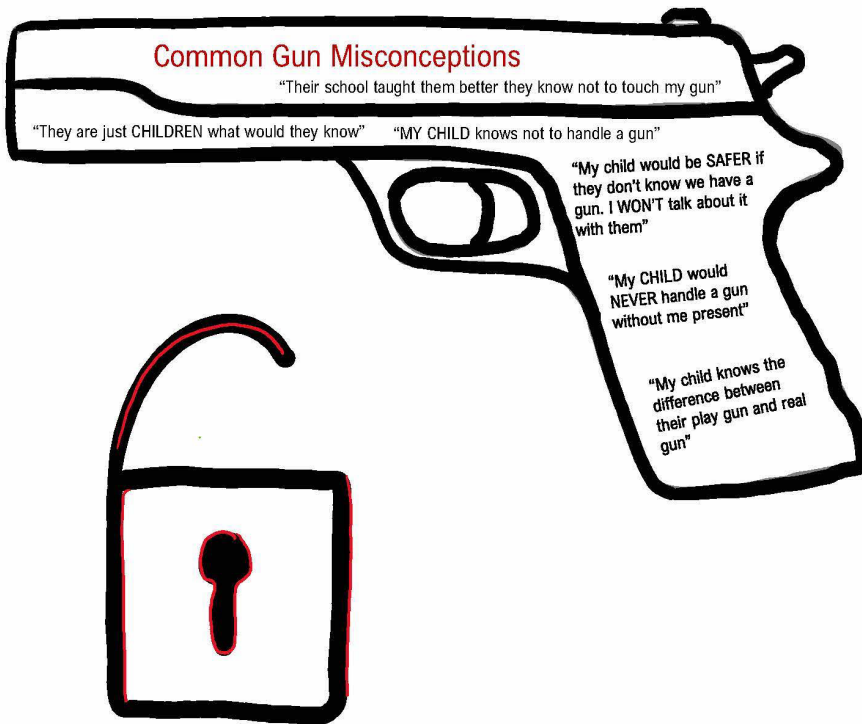 Common Gun Misconceptions
“Their school taught them better they know not to touch my gun”
“They are just CHILDREN what would they know”
“MY CHILD knows not to handle a gun”
“My child would be SAFER if
they don't know we have a
gun. I WON'T talk about it
with them”
“My CHILD would
NEVER handle a gun
without me present”
“My child knows the
difference between
their play gun and real
gun”